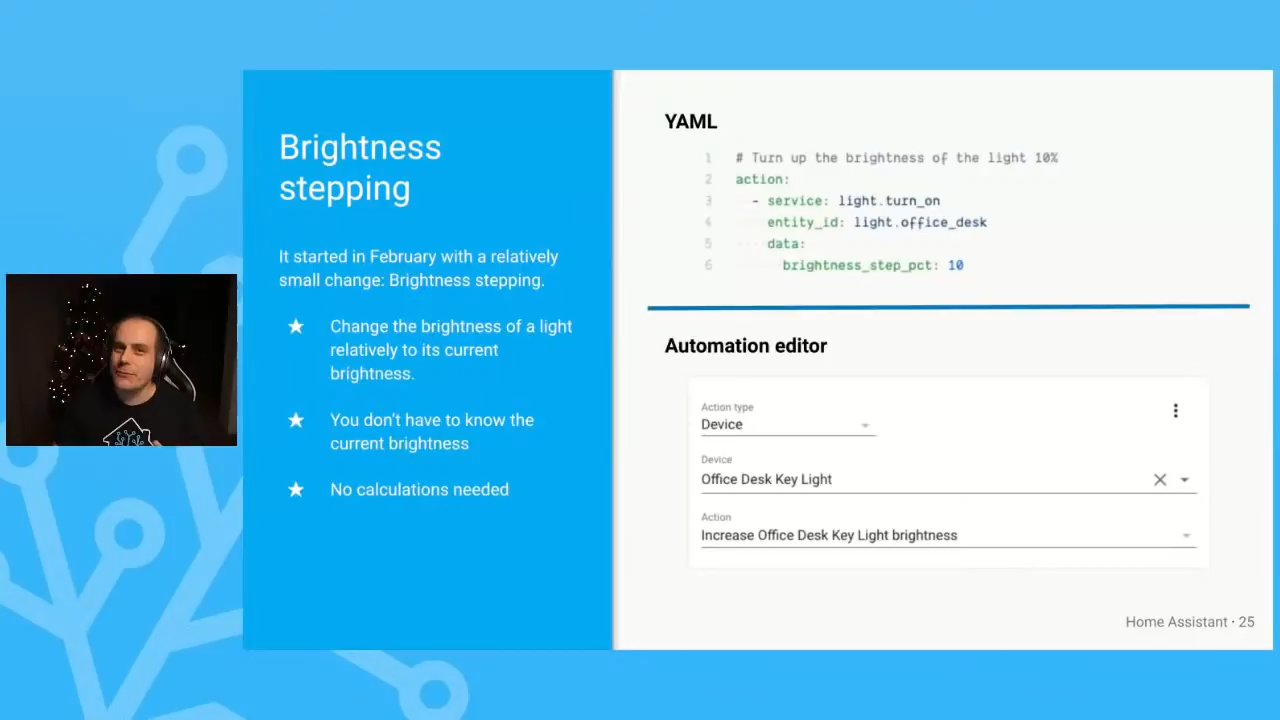 Brightness
stepping
It started in February with a relatively
small change: Brightness stepping.
Change the brightness of a light
relatively to its current
brightness.
You don't have to know the
current brightness
No calculations needed
YAML
1 # Turn up the brightness of the light 10%
2 action:
3 - service: light.turn_on
4 entity_id: light.office_desk
5 data:
6 brightness_step_pct: 10
Automation editor
Action type
Device
Device
Office Desk Key Light
Action
Increase Office Desk Key Light brightness
Home Assistant · 25